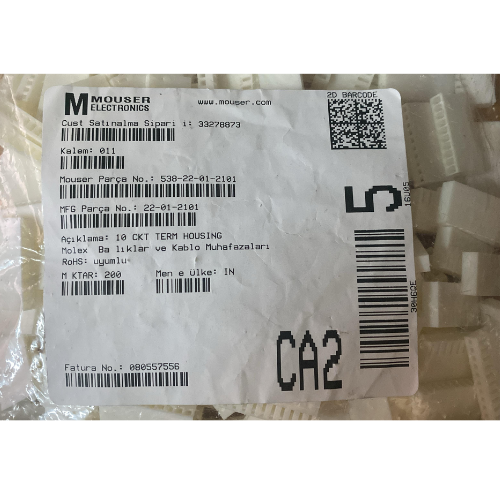 MOUSER
ELECTRONICS
www.mouser.com
2D BARCODE
Cust Satınalma Sipari i: 33278873
Kalem: 011
Mouser Parça No.: 538-22-01-2101
MFG Parça No.: 22-01-2101
Açıklama: 10 CKT TERM HOUSING
Molex Ba lıklar ve Kablo Muhafazaları
RoHS: uyumlu
M KTAR: 200 Men e Ülke: IN
Fatura No.: 080557556
CA2
5
16J05